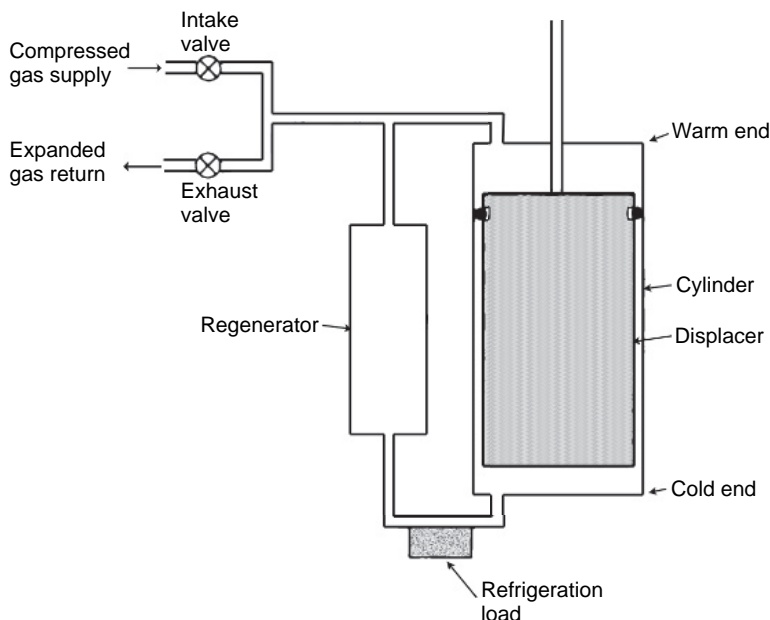 Intake
valve
Compressed
gas supply
Expanded
gas return
Exhaust
valve
Warm end
Regenerator
Cylinder
Displacer
Cold end
Refrigeration
load